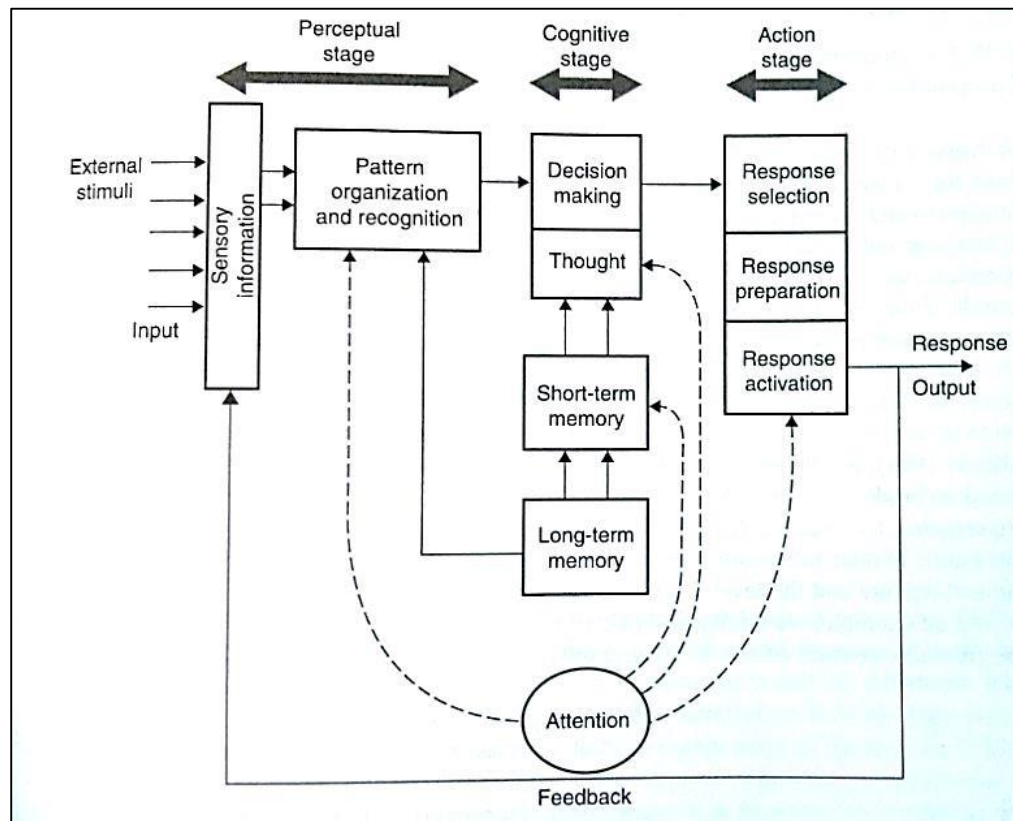 Perceptual
stage
Cognitive
stage
Action
stage
External
stimuli
Input
Sensory
information
Pattern
organization
and recognition
Decision
making
Thought
Short-term
memory
Long-term
memory
Response
selection
Response
preparation
Response
activation
Response
Output
Attention
Feedback